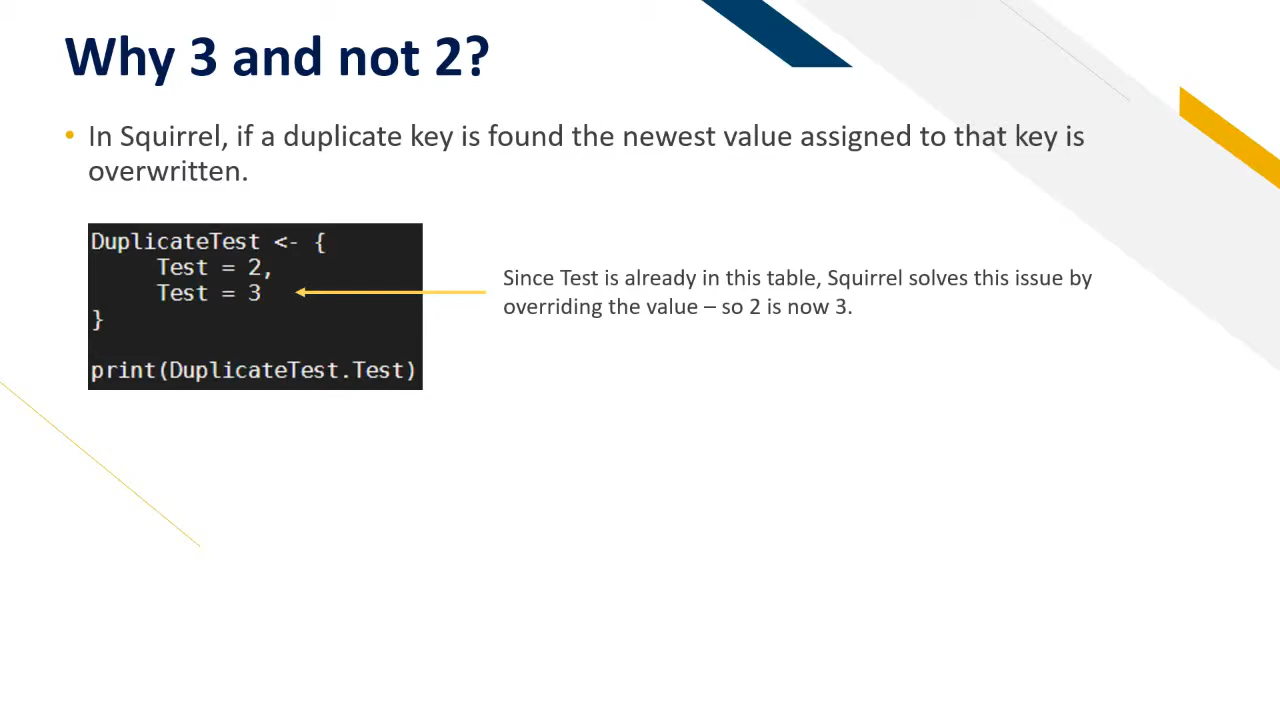 Why 3 and not 2?
• In Squirrel, if a duplicate key is found the newest value assigned to that key is
overwritten.
DuplicateTest <- {
Test = 2,
Test = 3
}
print(DuplicateTest.Test)
Since Test is already in this table, Squirrel solves this issue by
overriding the value – so 2 is now 3.